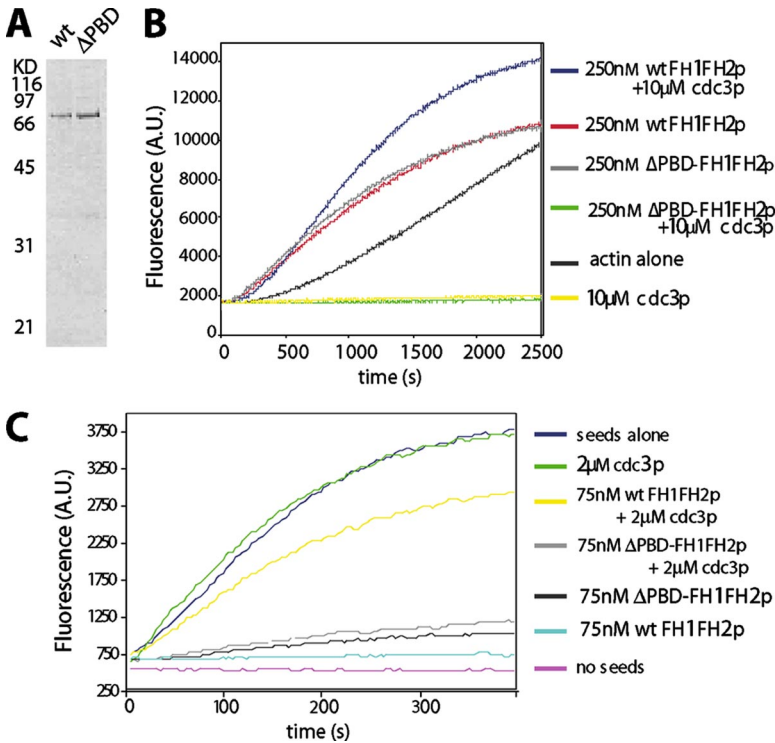 A
wt
ΔPBD
KD
116
97
66
45
31
21
B
Fluorescence (A.U.)
14000
12000
10000
8000
6000
4000
2000
0
0 500 1000 1500 2000 2500
time (s)
250nM wtFH1FH2p
+10µM cdc3p
250nM wtFH1FH2p
250nM ΔPBD-FH1FH2p
250nM ΔPBD-FH1FH2p
+10µM cdc3p
actin alone
10µM cdc3p
C
Fluorescence (A.U.)
3750
3250
2750
2250
1750
1250
750
250
0 100 200 300
time (s)
seeds alone
2µM cdc3p
75nM wt FH1FH2p
+ 2µM cdc3p
75nM ΔPBD-FH1FH2p
+ 2µM cdc3p
75nM ΔPBD-FH1FH2p
75nM wt FH1FH2p
no seeds